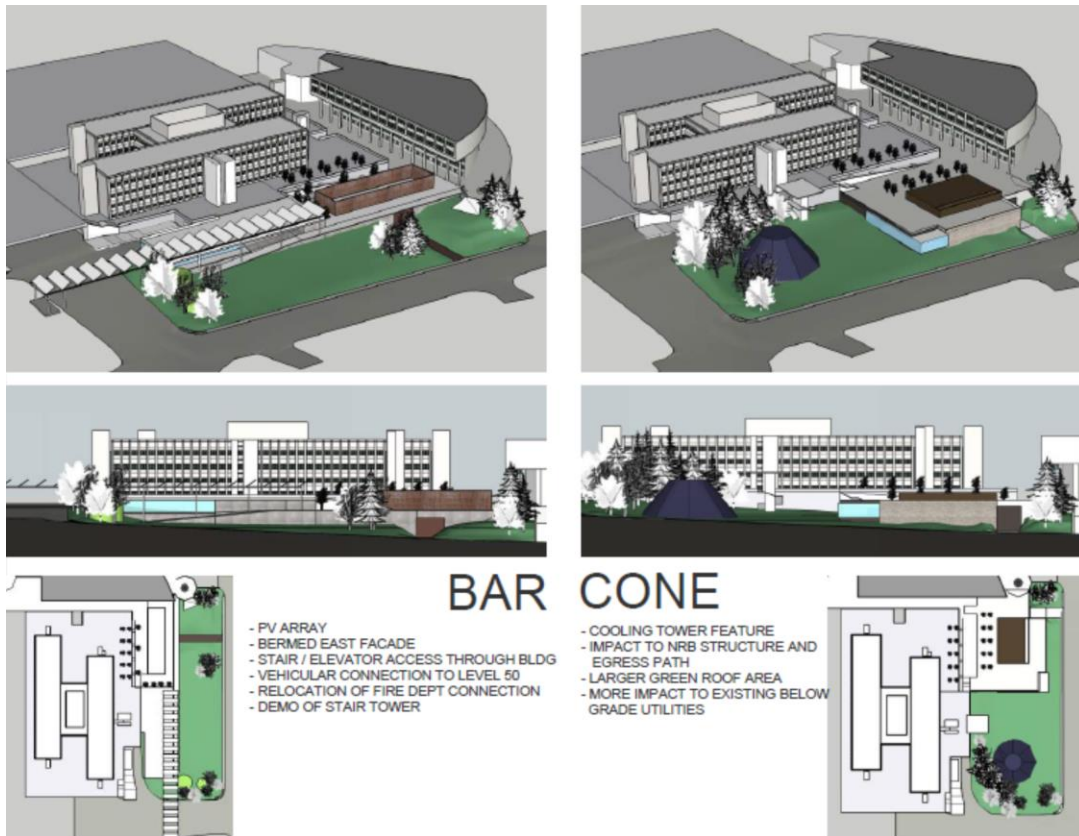 BAR
- PV ARRAY
- BERMED EAST FACADE
- STAIR / ELEVATOR ACCESS THROUGH BLDG
- VEHICULAR CONNECTION TO LEVEL 50
- RELOCATION OF FIRE DEPT CONNECTION
- DEMO OF STAIR TOWER
CONE
- COOLING TOWER FEATURE
- IMPACT TO NRB STRUCTURE AND
EGRESS PATH
- LARGER GREEN ROOF AREA
- MORE IMPACT TO EXISTING BELOW
GRADE UTILITIES